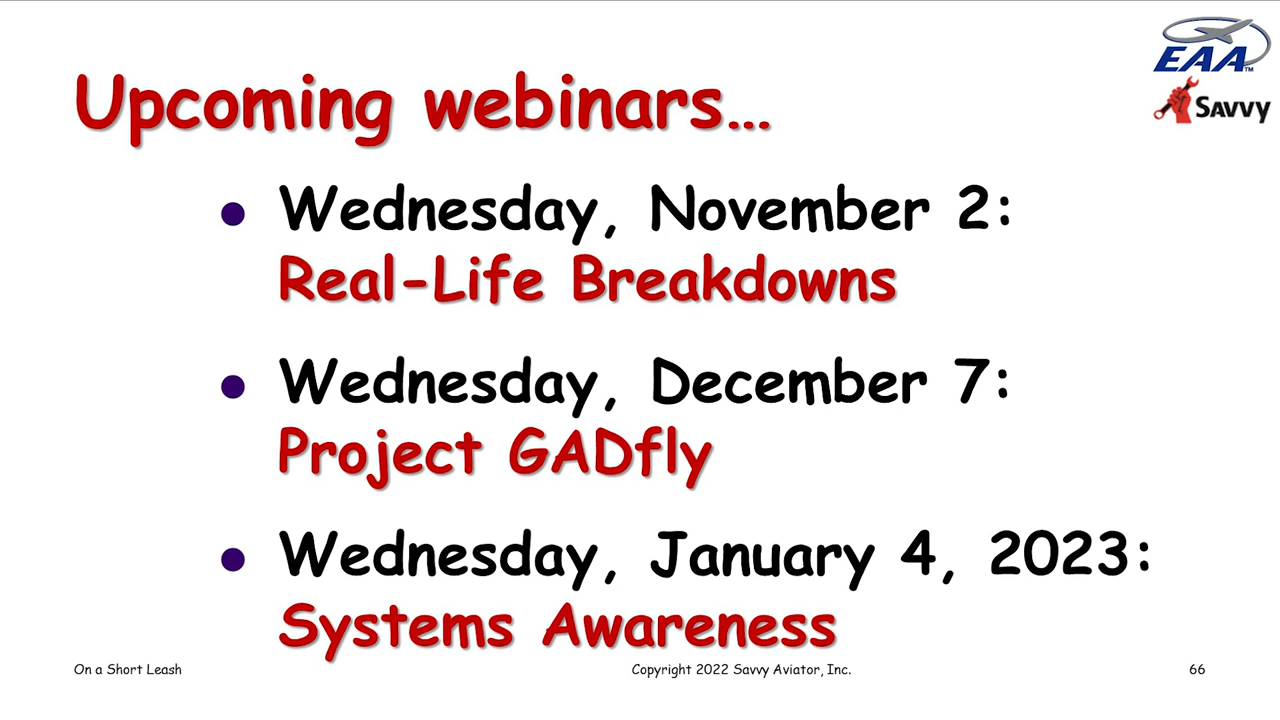 EAA™
Savvy
Upcoming webinars...
● Wednesday, November 2:
Real-Life Breakdowns
● Wednesday, December 7:
Project GADfly
● Wednesday, January 4, 2023:
Systems Awareness
On a Short Leash
Copyright 2022 Savvy Aviator, Inc.
66